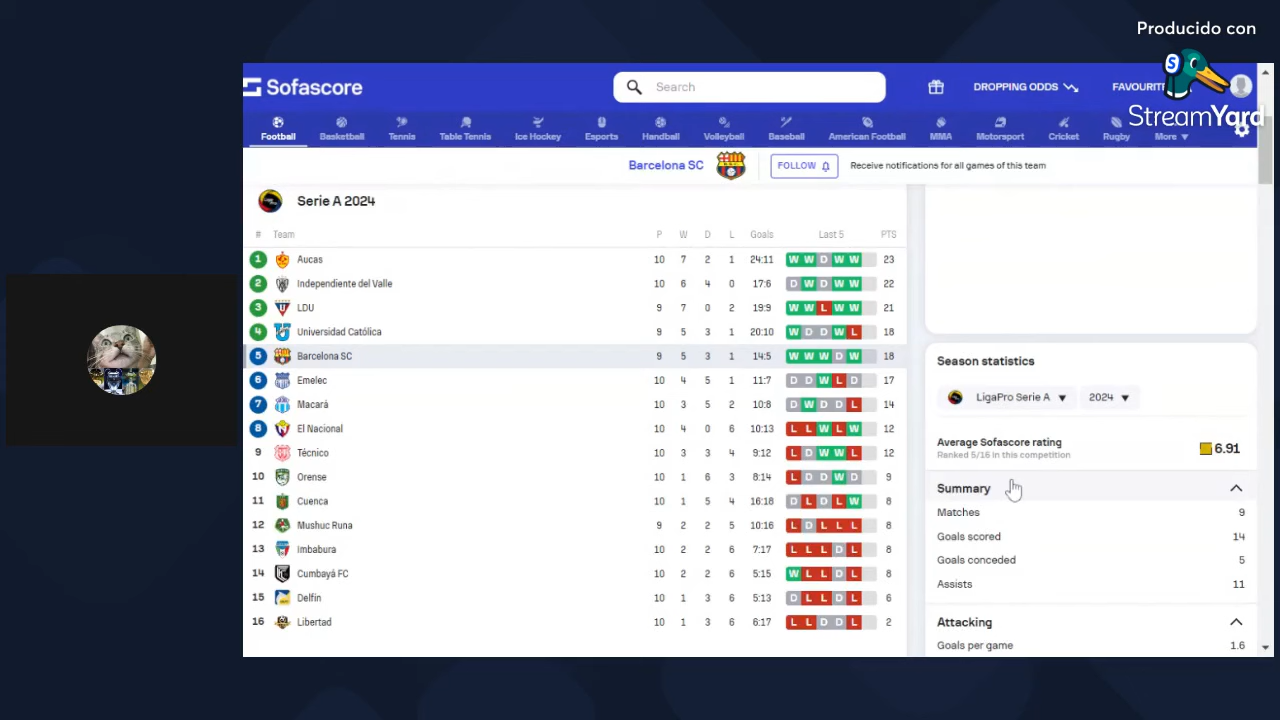 Producido con
StreamYard
Sofascore
Search
DROPPING ODDS
Football Basketball Tennis Table Tennis Ice Hockey Esports Handball Volleyball Baseball American Football MMA Motorsport Cricket Rugby More
Barcelona SC FOLLOW Receive notifications for all games of this team
Serie A 2024
# Team P W D L Goals Last 5 PTS
1 Aucas 10 7 2 1 24:11 W W D W W 23
2 Independiente del Valle 10 6 4 0 17:6 D W D W W 22
3 LDU 9 7 0 2 19:9 W W L W W 21
4 Universidad Católica 9 5 3 1 20:10 W D D W L 18
5 Barcelona SC 9 5 3 1 14:5 W W W D W 18
6 Emelec 10 4 5 1 11:7 D D W L D 17
7 Macará 10 3 5 2 10:8 D W D D L 14
8 El Nacional 10 4 0 6 10:13 L L W L W 12
9 Técnico 10 3 3 4 9:12 L D W W L 12
10 Orense 10 1 6 3 8:14 L D D W D 9
11 Cuenca 10 1 5 4 16:18 D L D L W 8
12 Mushuc Runa 9 2 2 5 10:16 L D L L L 8
13 Imbabura 10 2 2 6 7:17 L L L D L 8
14 Cumbayá FC 10 2 2 6 5:15 W L L D L 8
15 Delfín 10 1 3 6 5:13 D L L D L 6
16 Libertad 10 1 3 6 6:17 L L D D L 2
Season statistics
LigaPro Serie A 2024
Average Sofascore rating 6.91
Ranked 5/16 in this competition
Summary
Matches 9
Goals scored 14
Goals conceded 5
Assists 11
Attacking
Goals per game 1.6